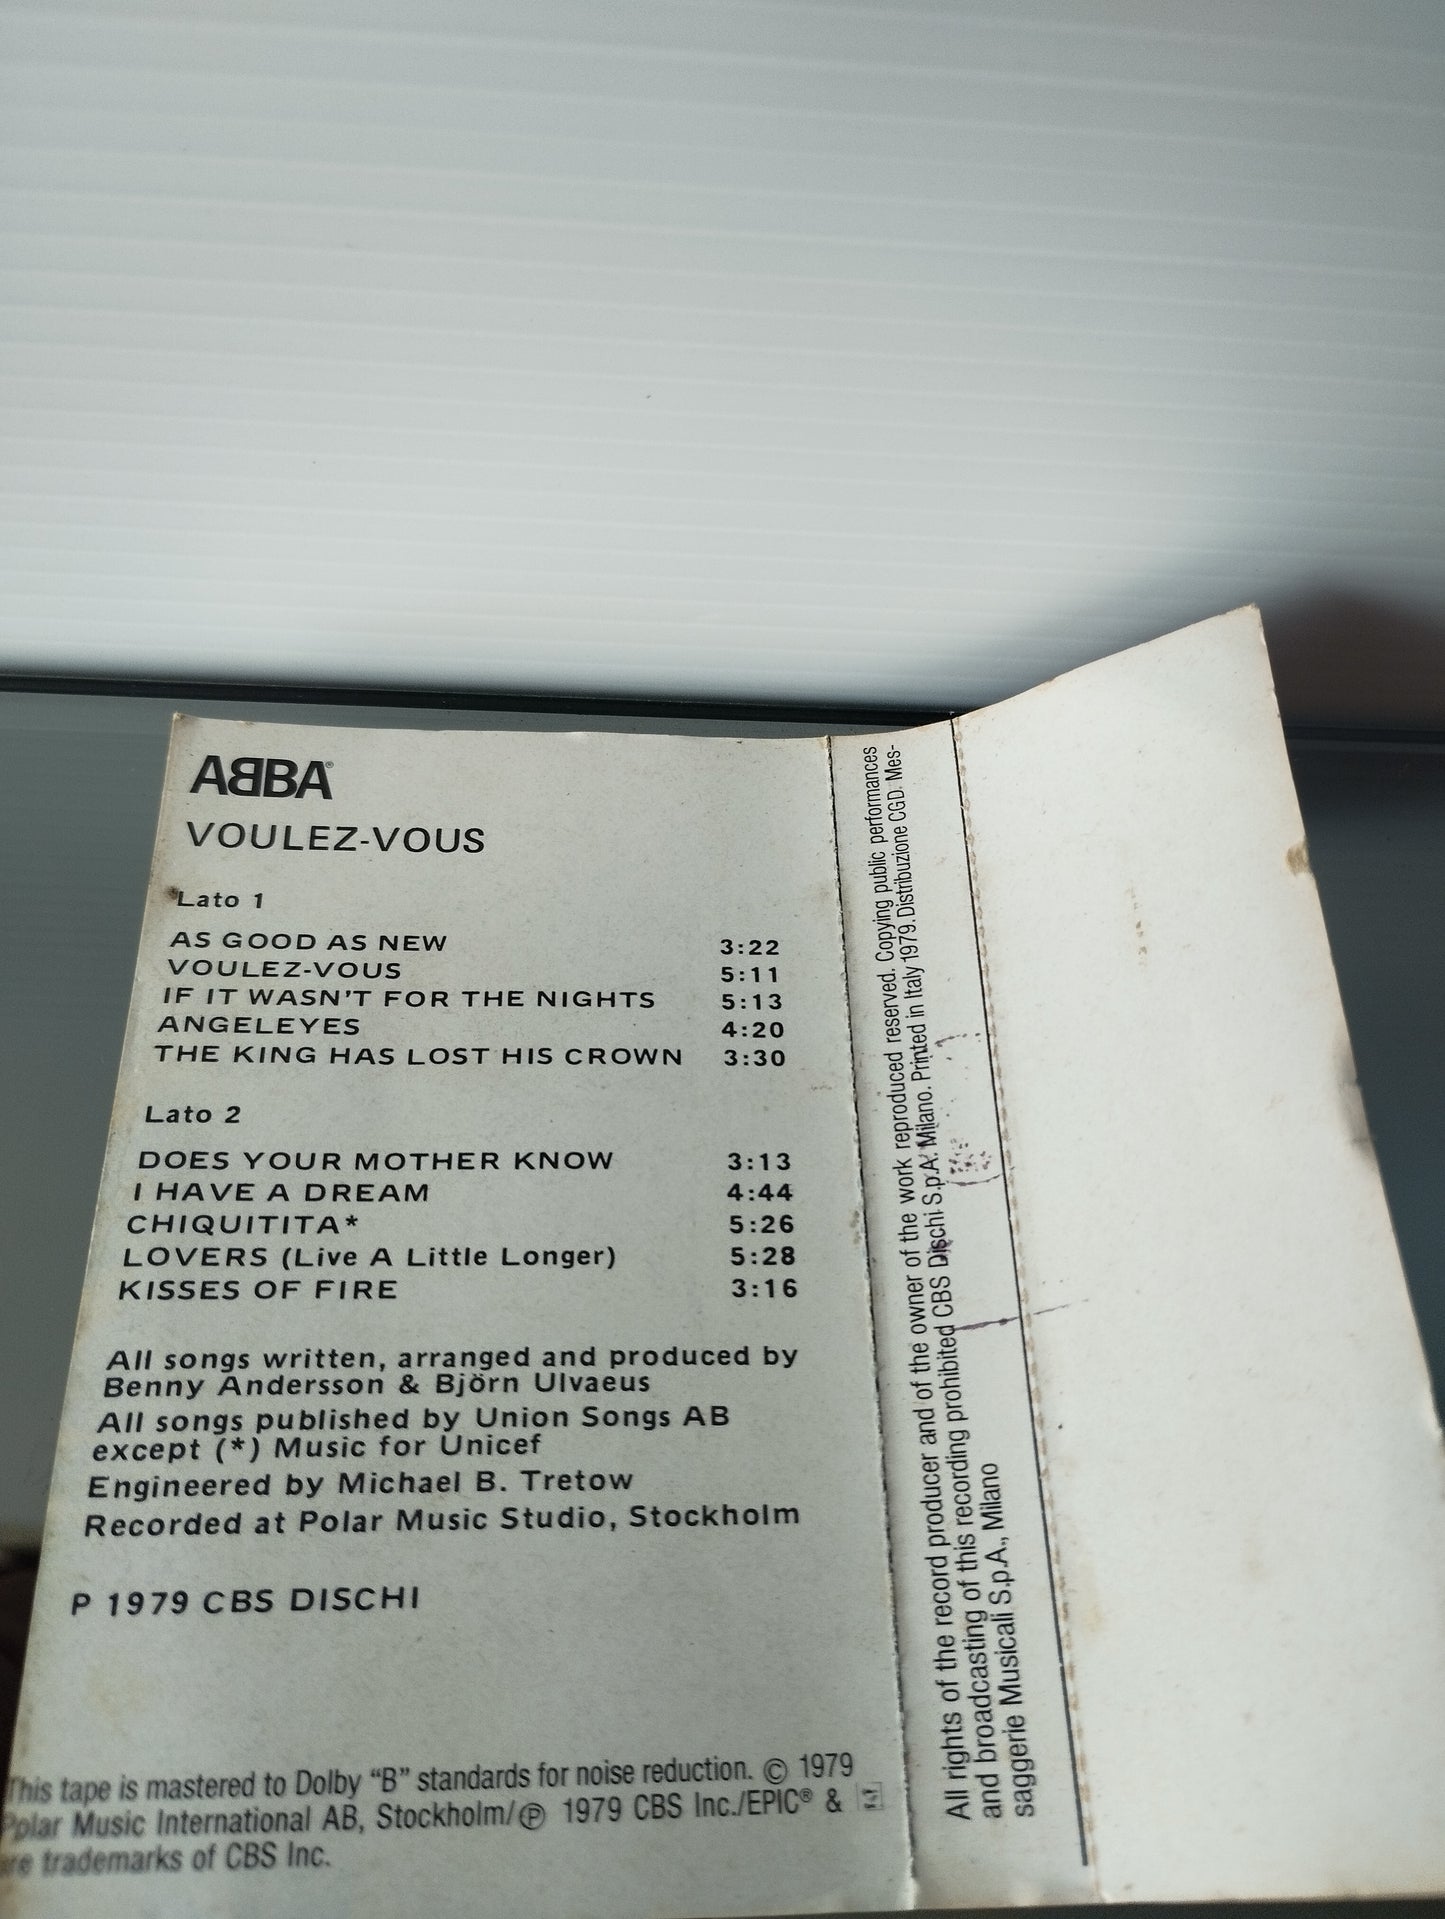 ABBA®
VOULEZ-VOUS
Lato 1
AS GOOD AS NEW 3:22
VOULEZ-VOUS 5:11
IF IT WASN'T FOR THE NIGHTS 5:13
ANGELEYES 4:20
THE KING HAS LOST HIS CROWN 3:30
Lato 2
DOES YOUR MOTHER KNOW 3:13
I HAVE A DREAM 4:44
CHIQUITITA* 5:26
LOVERS (Live A Little Longer) 5:28
KISSES OF FIRE 3:16
All songs written, arranged and produced by
Benny Andersson & Björn Ulvaeus
All songs published by Union Songs AB
except (*) Music for Unicef
Engineered by Michael B. Tretow
Recorded at Polar Music Studio, Stockholm
P 1979 CBS DISCHI
This tape is mastered to Dolby “B” standards for noise reduction. © 1979
Polar Music International AB, Stockholm/℗ 1979 CBS Inc./EPIC® &
are trademarks of CBS Inc.
All rights of the record producer and of the owner of the work reproduced reserved. Copying public performances
and broadcasting of this recording prohibited CBS Dischi S.p.A. Milano. Printed in Italy 1979. Distribuzione CGD. Mes-
saggerie Musicali S.p.A., Milano